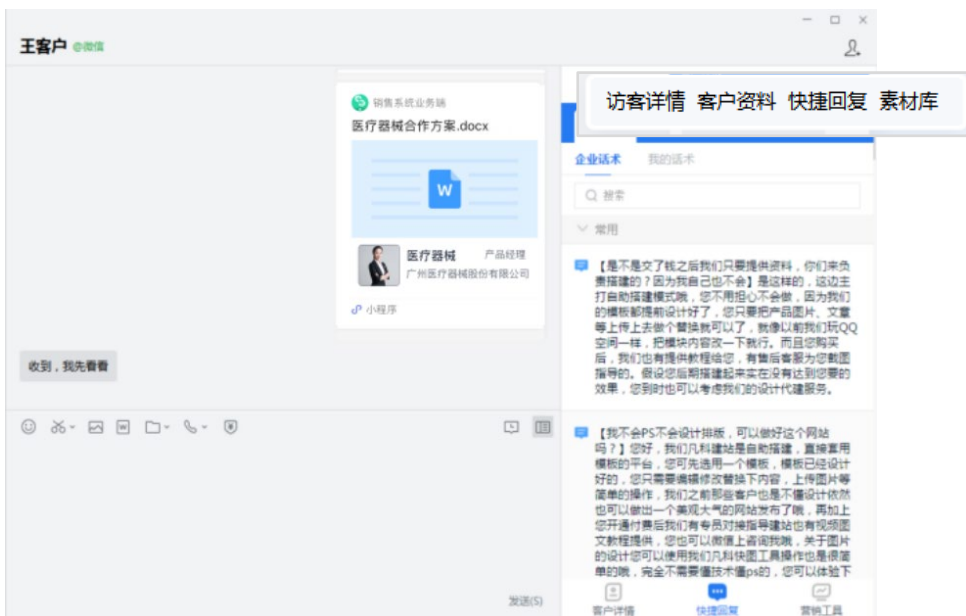 王客户 @微信
访客详情 客户资料 快捷回复 素材库
销售系统业务端
医疗器械合作方案.docx
W
医疗器械 产品经理
广州医疗器械股份有限公司
小程序
收到，我先看看
发送(S)
企业话术 我的话术
搜索
常用
【是不是交了钱之后我们只要提供资料，你们来负
责搭建的？因为我自己也不会】是这样的，这边主
打自助搭建模式哦，您不用担心不会做，因为我们
的模板都提前设计好了，您只要把产品图片、文章
等上传上去做个替换就可以了，就像以前我们玩QQ
空间一样，把模块内容改一下就行。而且您购买
后，我们也有提供教程给您，有售后客服为您截图
指导的。假设您后期搭建起来实在没有达到您要的
效果，您到时也可以考虑我们的设计代建服务。
【我不会PS不会设计排版，可以做好这个网站
吗？】您好，我们凡科建站是自助搭建，直接套用
模板的平台，您可先选用一个模板，模板已经设计
好的，您只需要编辑修改替换下内容，上传图片等
简单的操作，我们之前那些客户也是不懂设计依然
也可以做出一个美观大气的网站发布了哦，再加上
您开通付费后我们有专员对接指导建站也有视频图
文教程提供，您也可以微信上咨询我哦，关于图片
的设计您可以使用我们凡科快图工具操作也是很简
单的哦，完全不需要懂技术懂ps的，您可以体验下
客户详情 快捷回复 营销工具